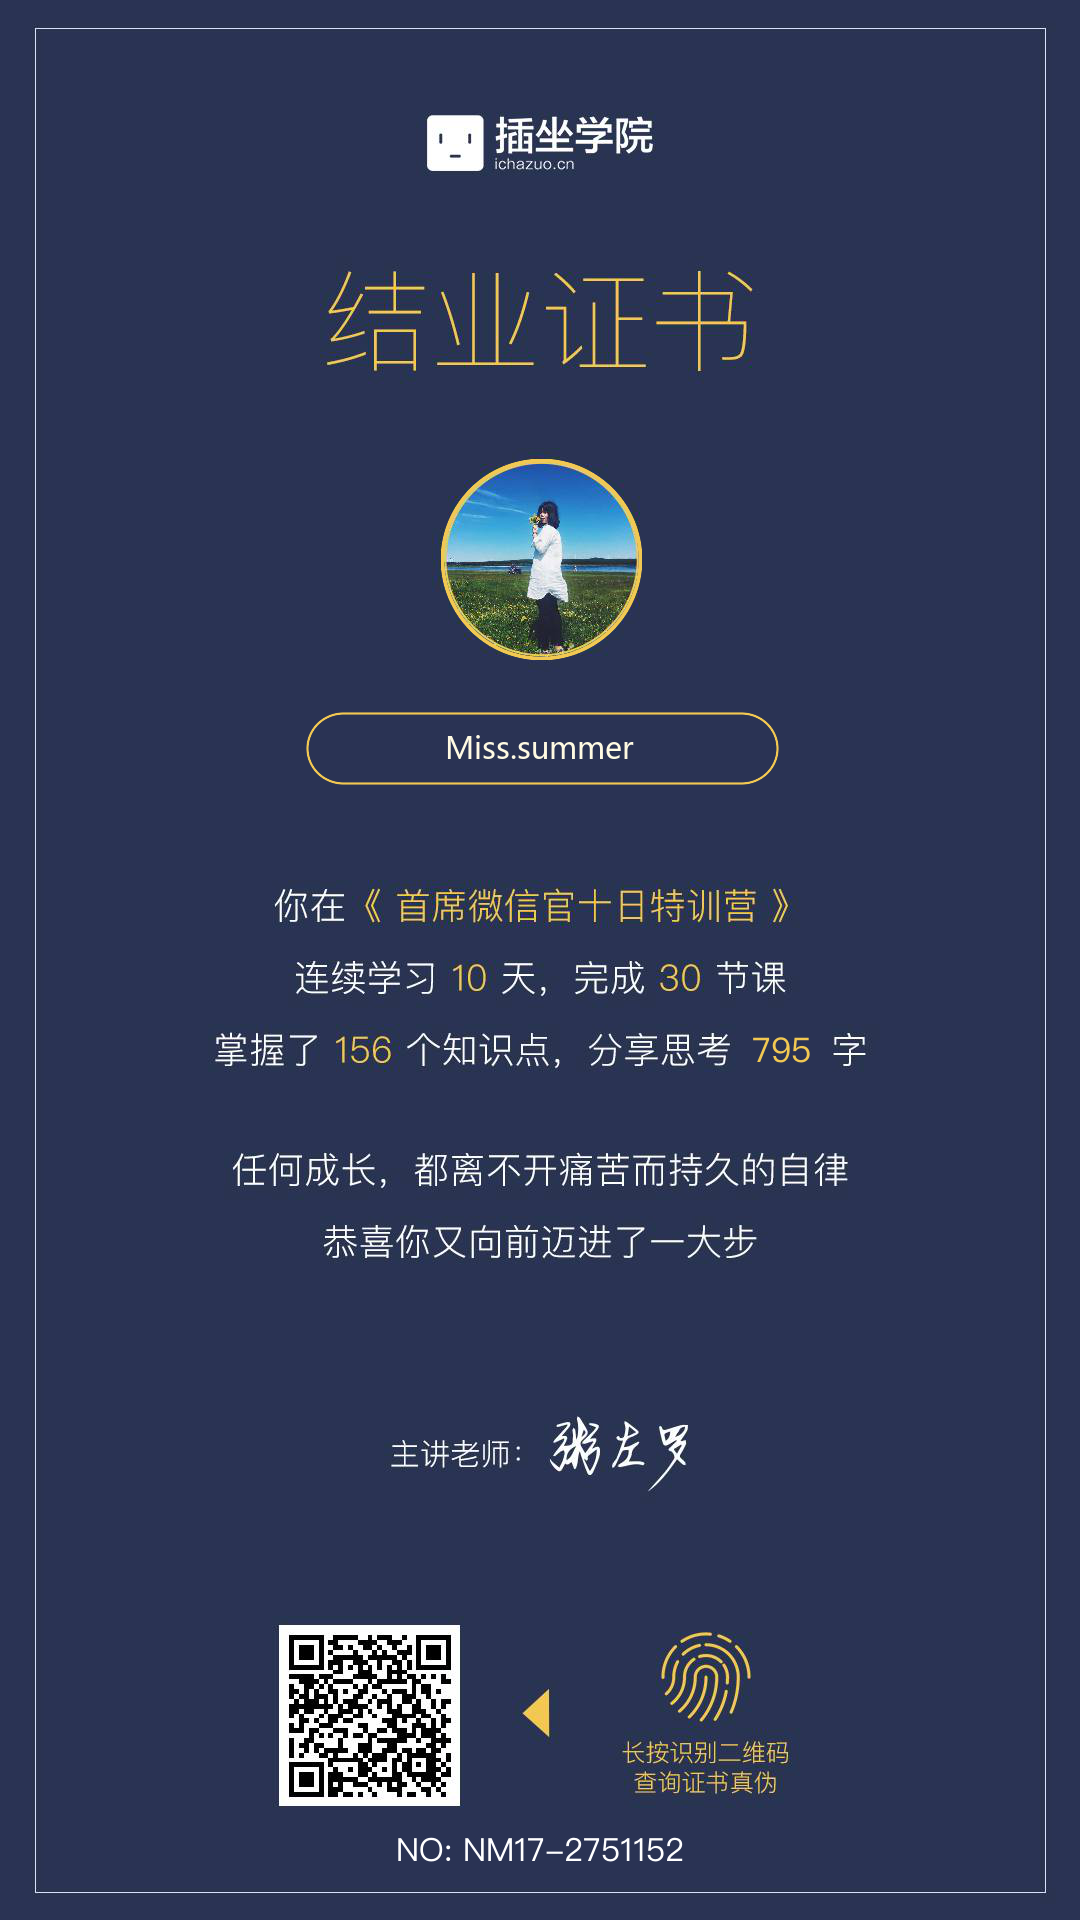 插坐学院
ichazuo.cn
结业证书
Miss.summer
你在《 首席微信官十日特训营 》
连续学习 10 天，完成 30 节课
掌握了 156 个知识点，分享思考 795 字
任何成长，都离不开痛苦而持久的自律
恭喜你又向前迈进了一大步
主讲老师：粥左罗
长按识别二维码
查询证书真伪
NO: NM17-2751152